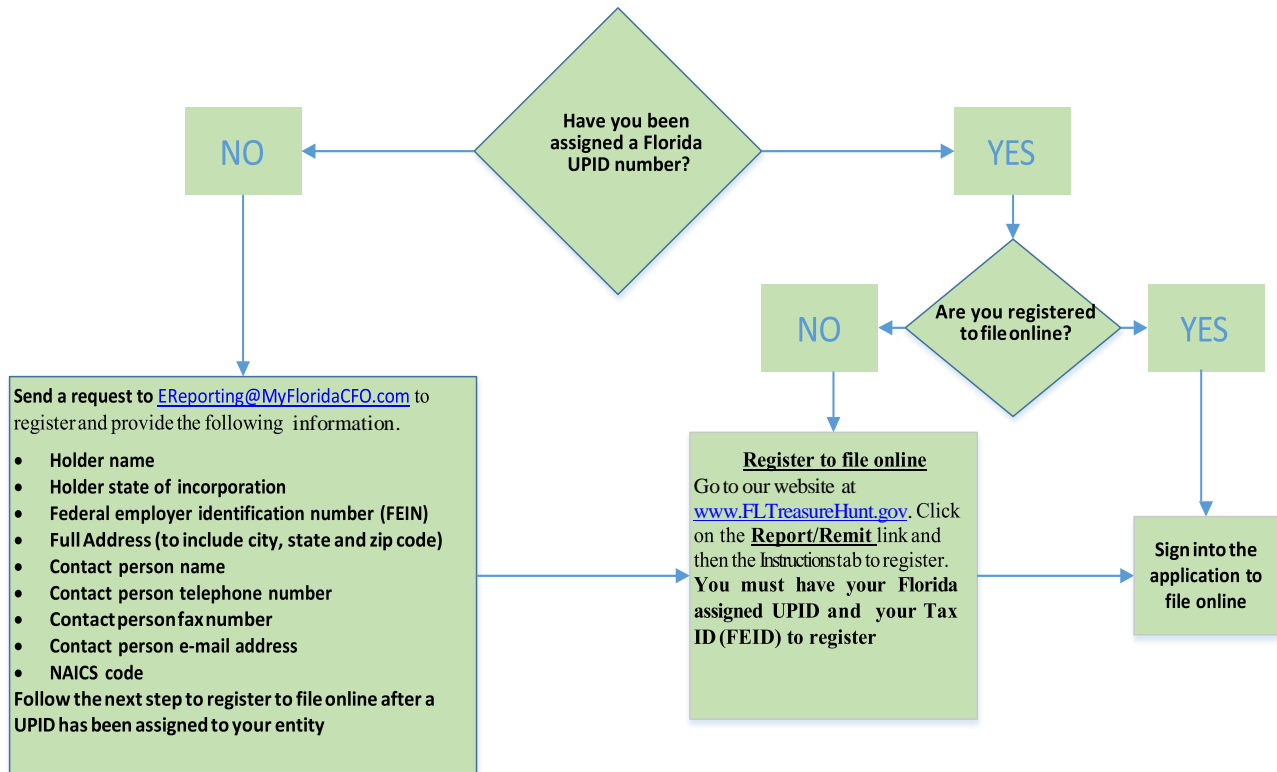 Have you been
assigned a Florida
UPID number?
NO
YES
Are you registered
to file online?
NO
YES
Send a request to EReporting@MyFloridaCFO.com to
register and provide the following information.
• Holder name
• Holder state of incorporation
• Federal employer identification number (FEIN)
• Full Address (to include city, state and zip code)
• Contact person name
• Contact person telephone number
• Contact person fax number
• Contact person e-mail address
• NAICS code
Follow the next step to register to file online after a
UPID has been assigned to your entity
Register to file online
Go to our website at
www.FLTreasureHunt.gov. Click
on the Report/Remit link and
then the Instructions tab to register.
You must have your Florida
assigned UPID and your Tax
ID (FEID) to register
Sign into the
application to
file online